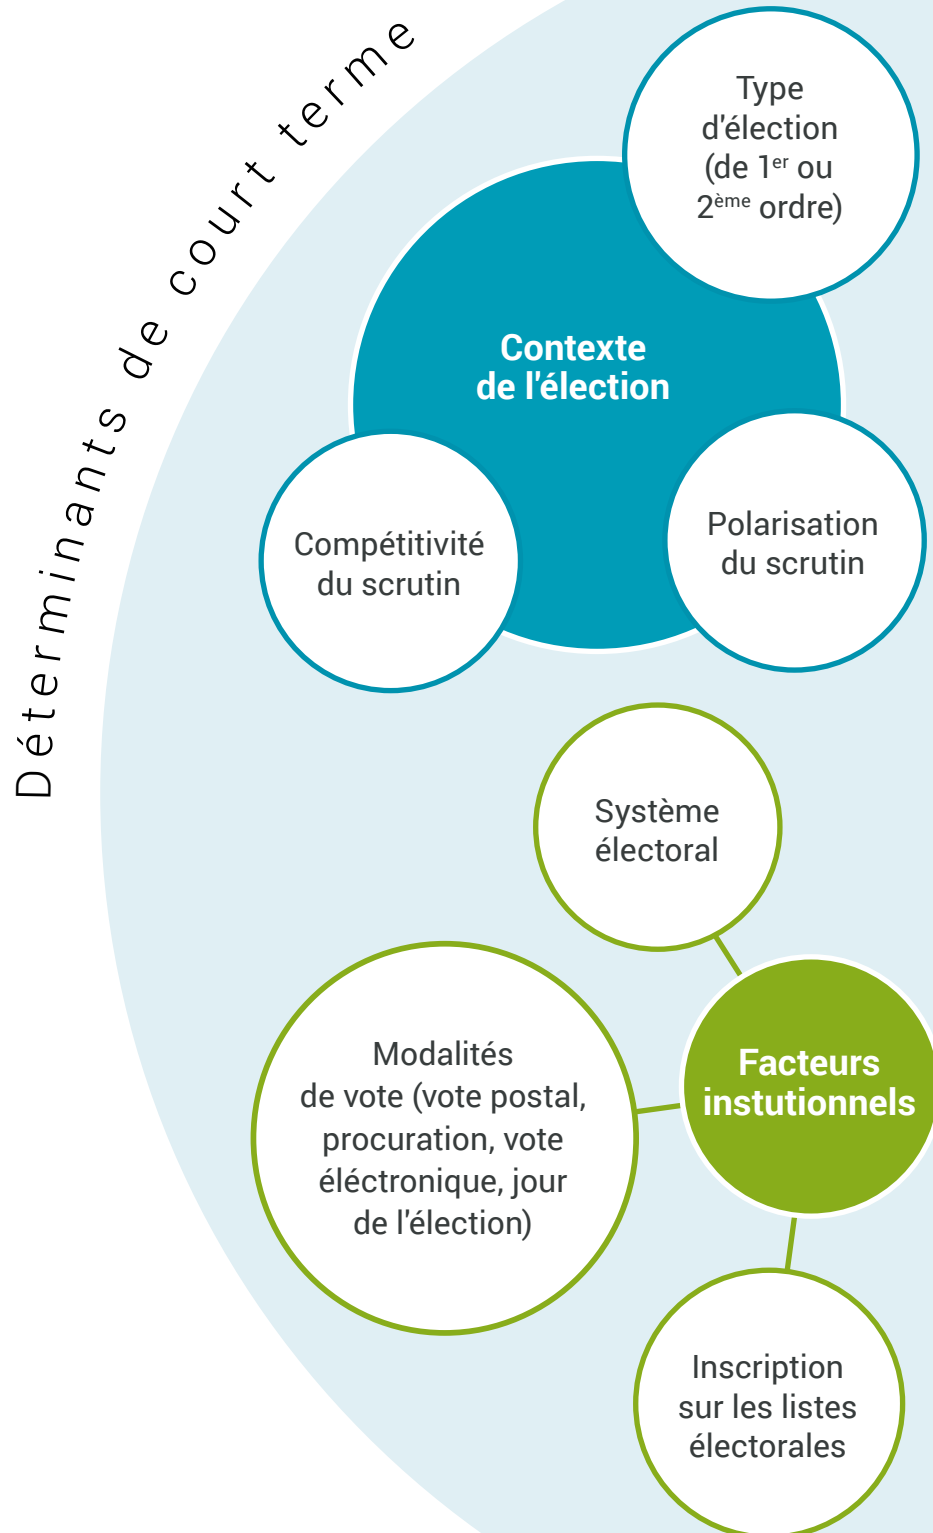 Déterminants de court terme
Type
d'élection
(de 1er ou
2ème ordre)
Contexte
de l'élection
Compétitivité
du scrutin
Polarisation
du scrutin
Système
électoral
Modalités
de vote (vote postal,
procuration, vote
éléctronique, jour
de l'élection)
Facteurs
instutionnels
Inscription
sur les listes
électorales